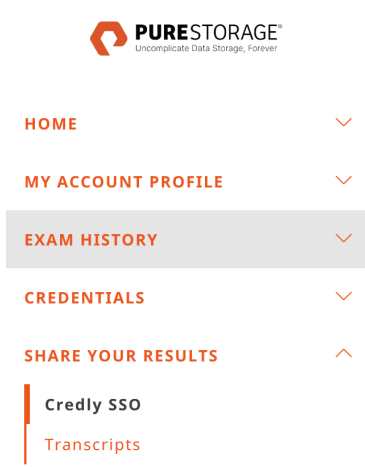 PURESTORAGE®
Uncomplicate Data Storage, Forever
HOME
MY ACCOUNT PROFILE
EXAM HISTORY
CREDENTIALS
SHARE YOUR RESULTS
Credly SSO
Transcripts